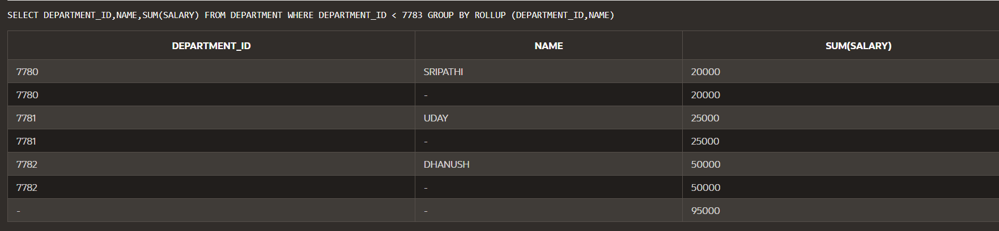 SELECT DEPARTMENT_ID,NAME,SUM(SALARY) FROM DEPARTMENT WHERE DEPARTMENT_ID < 7783 GROUP BY ROLLUP (DEPARTMENT_ID,NAME)
DEPARTMENT_ID NAME SUM(SALARY)
7780 SRIPATHI 20000
7780 - 20000
7781 UDAY 25000
7781 - 25000
7782 DHANUSH 50000
7782 - 50000
- - 95000